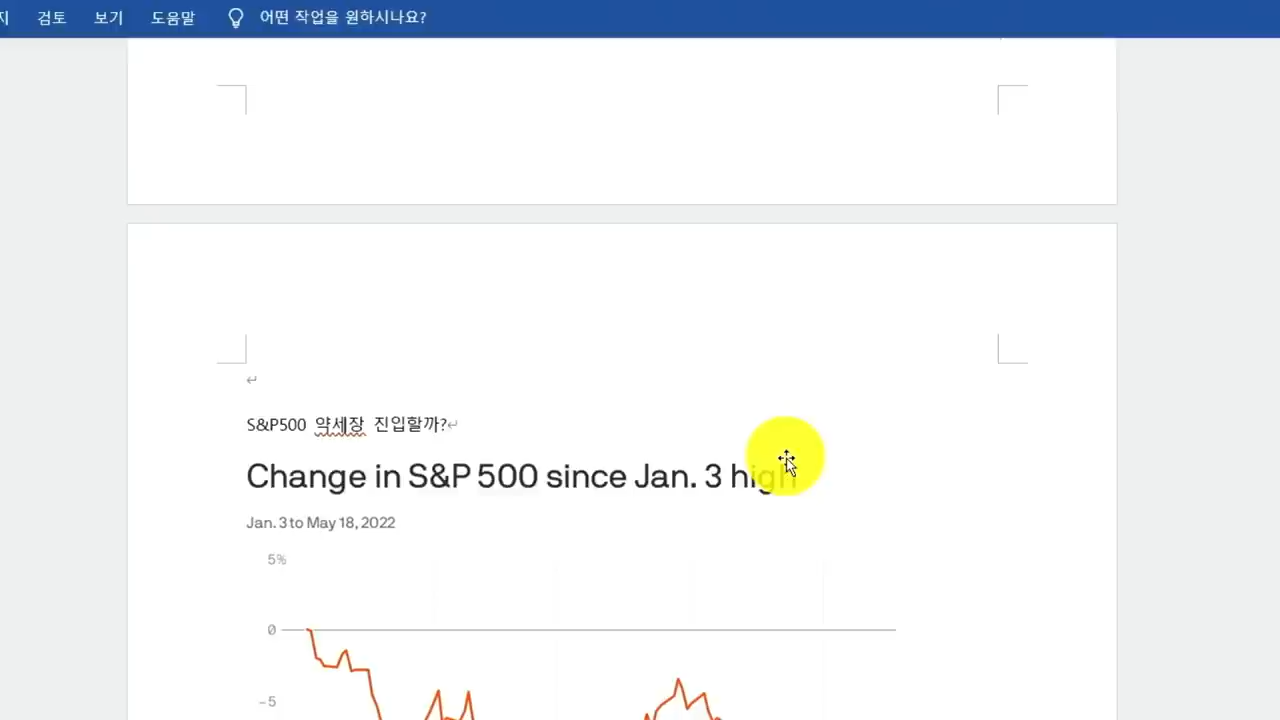 검토 보기 도움말 어떤 작업을 원하시나요?
S&P500 약세장 진입할까?
Change in S&P 500 since Jan. 3 high
Jan. 3 to May 18, 2022
5%
0
-5